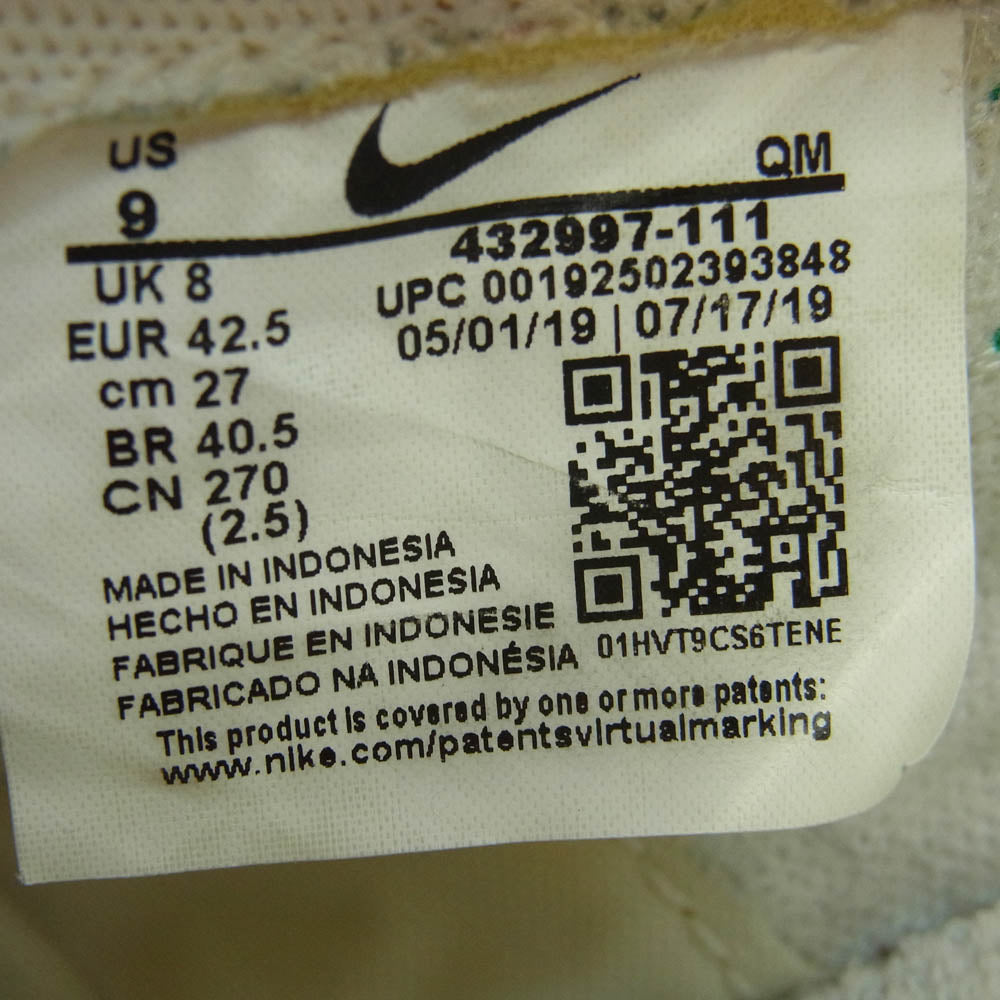 US
9
QM
432997-111
UPC 00192502393848
05/01/19 | 07/17/19
UK 8
EUR 42.5
cm 27
BR 40.5
CN 270
(2.5)
MADE IN INDONESIA
HECHO EN INDONESIA
FABRIQUE EN INDONESIE
FABRICADO NA INDONÉSIA
01HVT9CS6TENE
This product is covered by one or more patents:
www.nike.com/patentsvirtualmarking